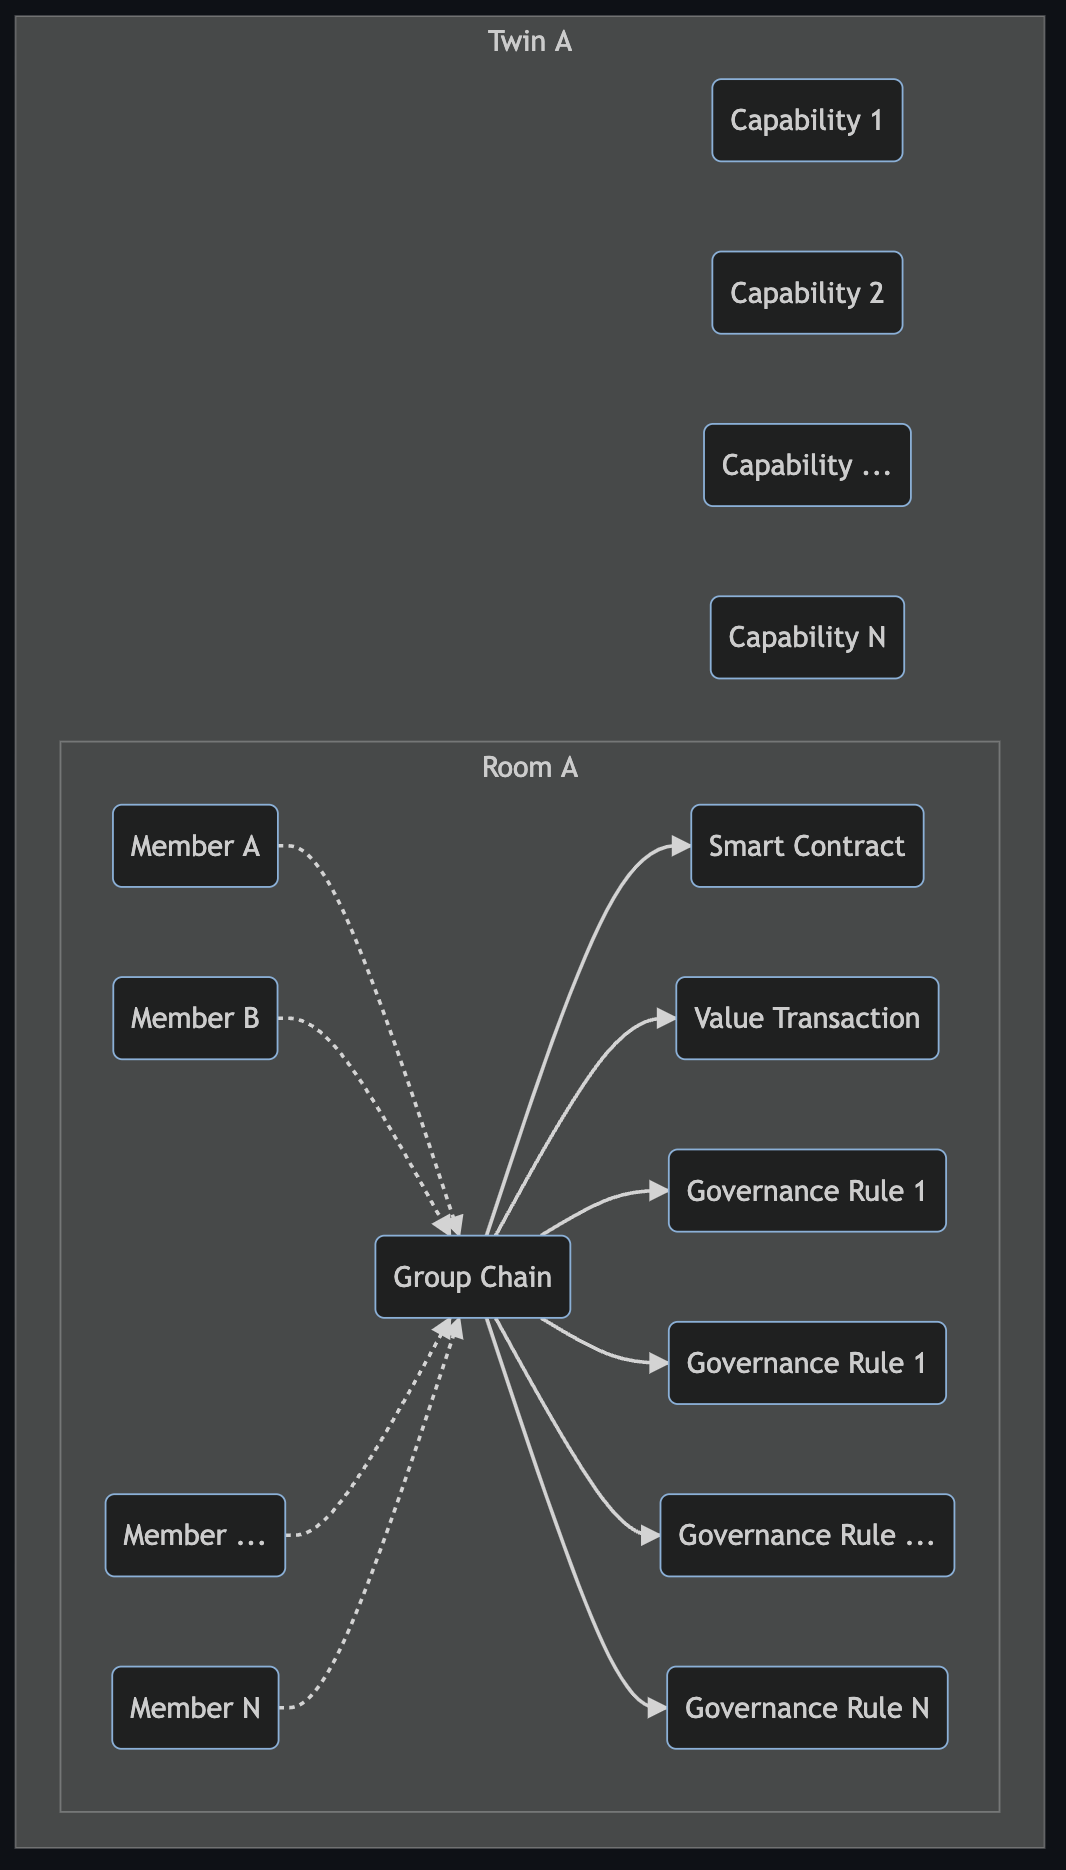 Twin A
Capability 1
Capability 2
Capability ...
Capability N
Room A
Member A
Smart Contract
Member B
Value Transaction
Governance Rule 1
Group Chain
Governance Rule 1
Member ...
Governance Rule ...
Member N
Governance Rule N